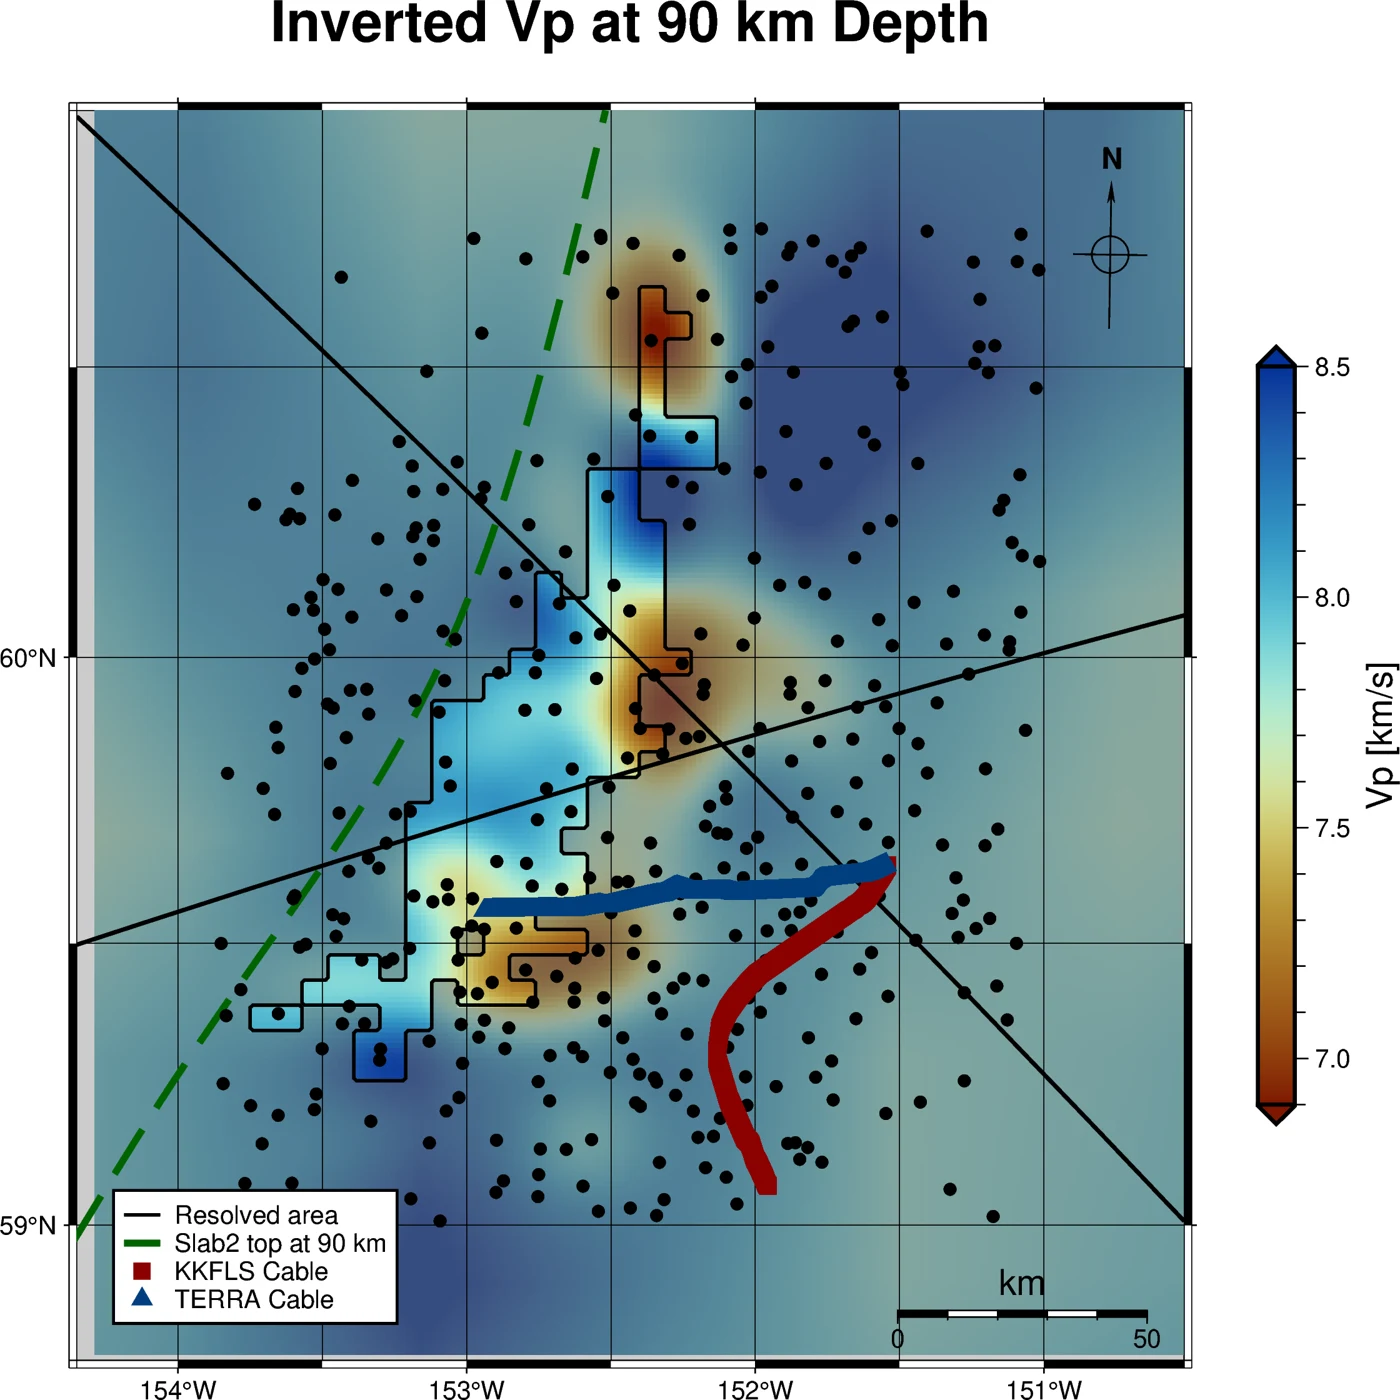 Inverted Vp at 90 km Depth
N
8.5
8.0
7.5
7.0
Vp [km/s]
60°N
59°N
Resolved area
Slab2 top at 90 km
KKFLS Cable
TERRA Cable
km
0 50
154°W 153°W 152°W 151°W